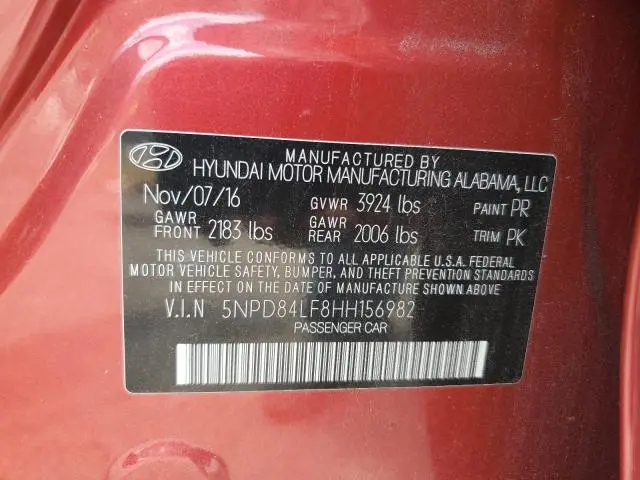 MANUFACTURED BY
HYUNDAI MOTOR MANUFACTURING ALABAMA, LLC
Nov/07/16 GVWR 3924 lbs PAINT PR
GAWR FRONT 2183 lbs GAWR REAR 2006 lbs TRIM PK
THIS VEHICLE CONFORMS TO ALL APPLICABLE U.S.A. FEDERAL
MOTOR VEHICLE SAFETY, BUMPER, AND THEFT PREVENTION STANDARDS
IN EFFECT ON THE DATE OF MANUFACTURE SHOWN ABOVE.
V.I.N 5NPD84LF8HH156982
PASSENGER CAR